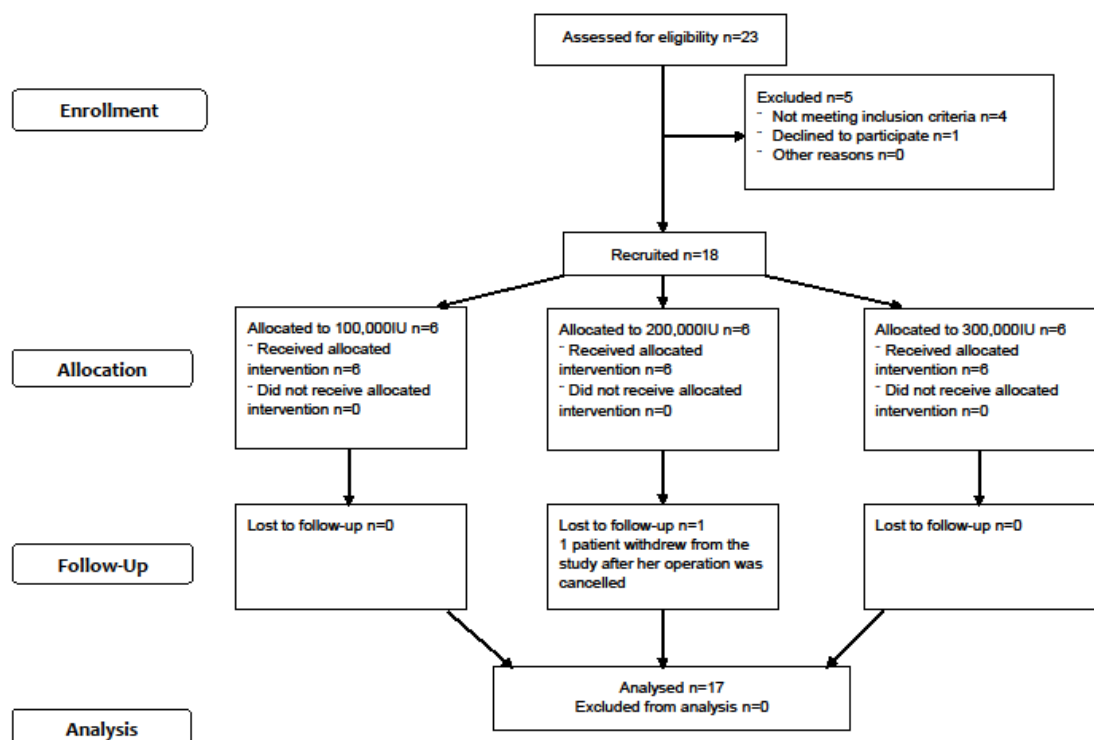 Assessed for eligibility n=23
Enrollment
Excluded n=5
- Not meeting inclusion criteria n=4
- Declined to participate n=1
- Other reasons n=0
Recruited n=18
Allocation
Allocated to 100,000IU n=6
- Received allocated
intervention n=6
- Did not receive allocated
intervention n=0
Allocated to 200,000IU n=6
- Received allocated
intervention n=6
- Did not receive allocated
intervention n=0
Allocated to 300,000IU n=6
- Received allocated
intervention n=6
- Did not receive allocated
intervention n=0
Follow-Up
Lost to follow-up n=0
Lost to follow-up n=1
1 patient withdrew from the
study after her operation was
cancelled
Lost to follow-up n=0
Analysed n=17
Excluded from analysis n=0
Analysis